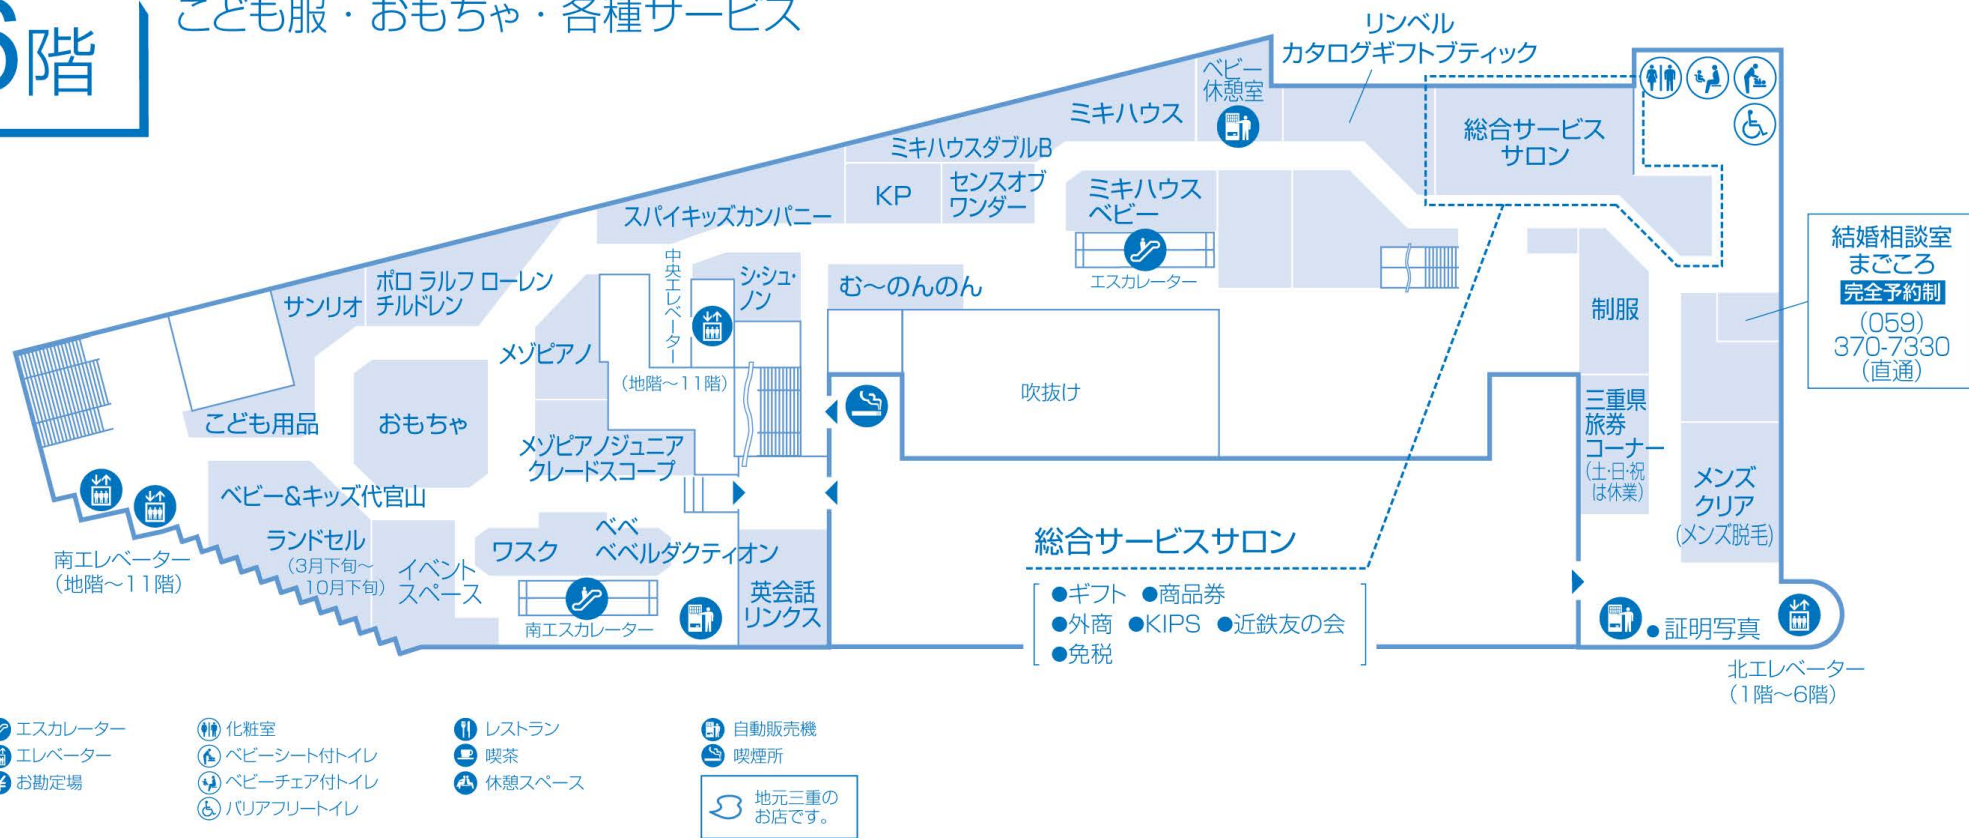 6階
こども服・おもちゃ・各種サービス
リンベル
カタログギフトブティック
ベビー
休憩室
ミキハウス
総合サービス
サロン
ミキハウスダブルB
KP
センスオブ
ワンダー
ミキハウス
ベビー
スパイキッズカンパニー
中央エレベーター
(地階〜11階)
シ・シュ・
ノン
む〜のんのん
エスカレーター
結婚相談室
まごころ
完全予約制
(059)
370-7330
(直通)
サンリオ
ポロ ラルフ ローレン
チルドレン
制服
メゾピアノ
吹抜け
こども用品
おもちゃ
三重県
旅券
コーナー
(土・日・祝
は休業)
メゾピアノジュニア
クレードスコープ
ベビー&キッズ代官山
メンズ
クリア
(メンズ脱毛)
ランドセル
(3月下旬〜
10月下旬)
イベント
スペース
ワスク
べべ
べべルダクティオン
南エレベーター
(地階〜11階)
南エスカレーター
英会話
リンクス
総合サービスサロン
●ギフト ●商品券
●外商 ●KIPS ●近鉄友の会
●免税
●証明写真
北エレベーター
(1階〜6階)
エスカレーター
エレベーター
お勘定場
化粧室
ベビーシート付トイレ
ベビーチェア付トイレ
バリアフリートイレ
レストラン
喫茶
休憩スペース
自動販売機
喫煙所
地元三重の
お店です。